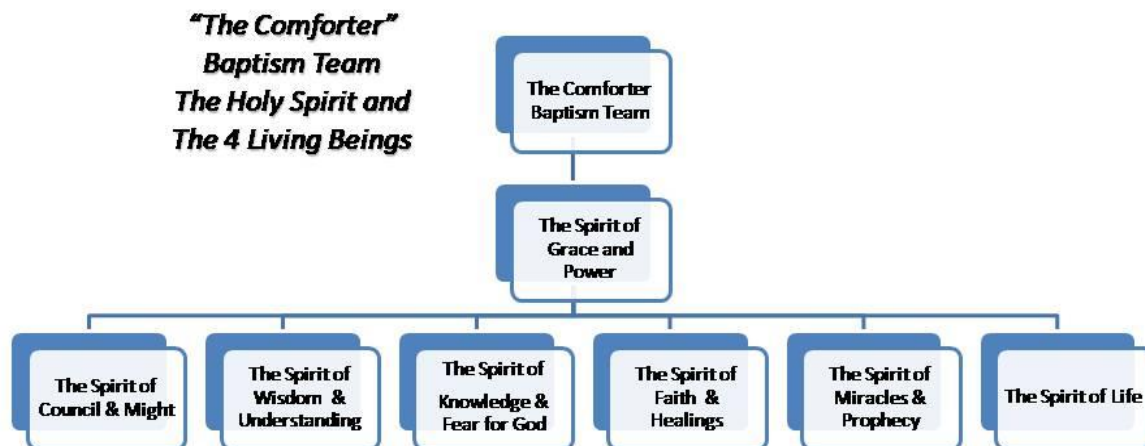 "The Comforter"
Baptism Team
The Holy Spirit and
The 4 Living Beings
The Comforter
Baptism Team
The Spirit of
Grace and
Power
The Spirit of
Council & Might
The Spirit of
Wisdom & 
Understanding
The Spirit of
Knowledge &
Fear for God
The Spirit of
Faith &
Healings
The Spirit of
Miracles &
Prophecy
The Spirit of Life